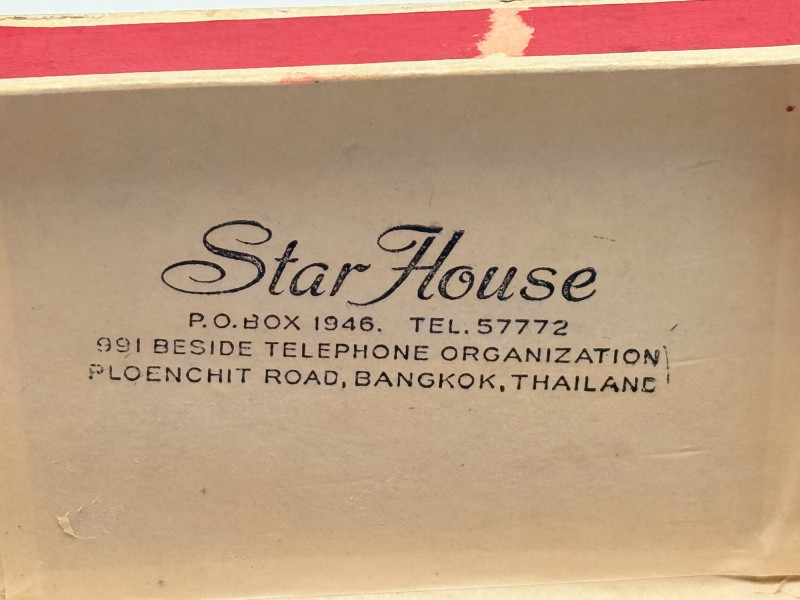 Star House
P.O.BOX 1946. TEL. 57772
991 BESIDE TELEPHONE ORGANIZATION
PLOENCHIT ROAD, BANGKOK, THAILAND